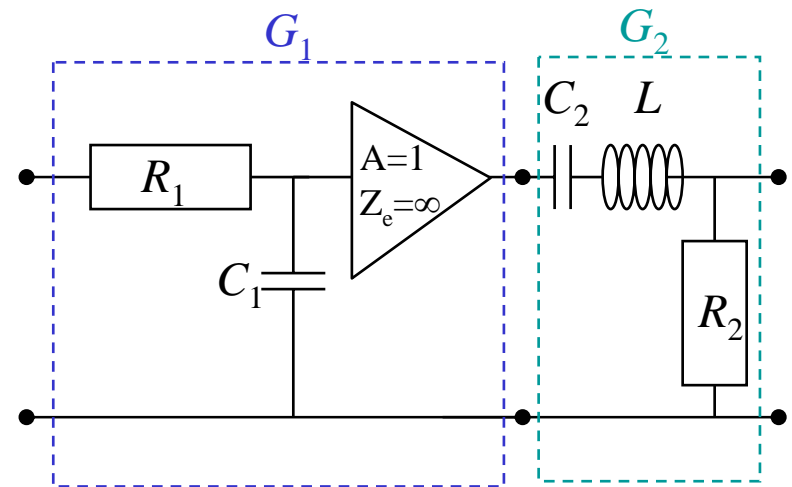 G₁
G₂
C₂ L
R₁
A=1
Zₑ=∞
C₁
R₂